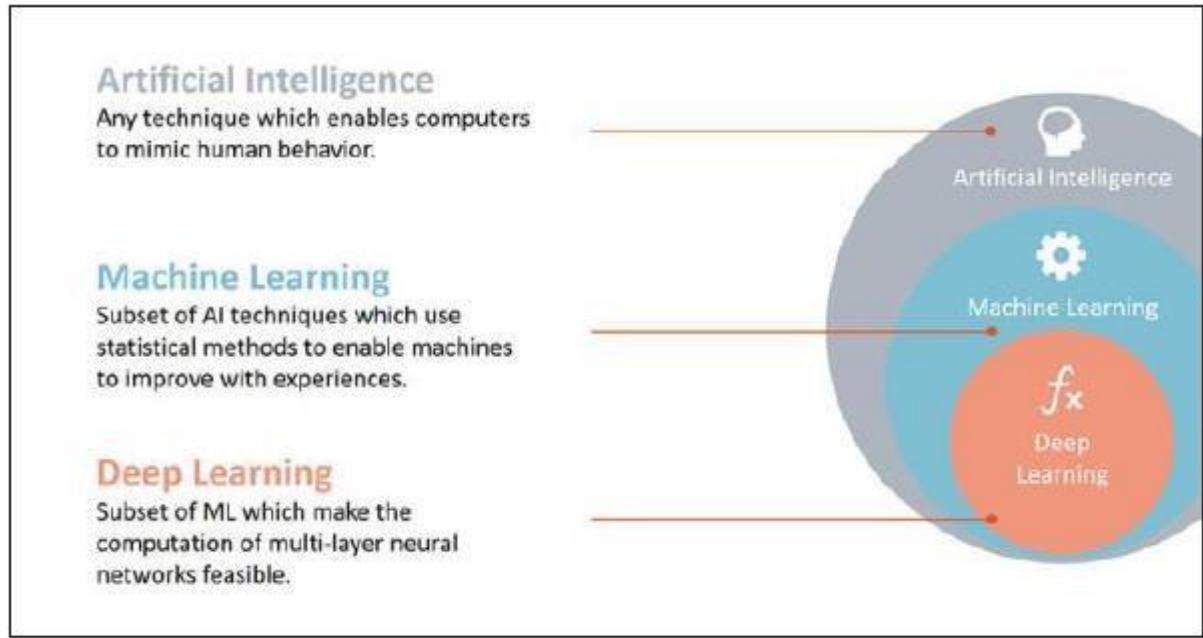 Artificial Intelligence
Any technique which enables computers
to mimic human behavior.
Machine Learning
Subset of AI techniques which use
statistical methods to enable machines
to improve with experiences.
Deep Learning
Subset of ML which make the
computation of multi-layer neural
networks feasible.
Artificial Intelligence
Machine Learning
fx
Deep
Learning